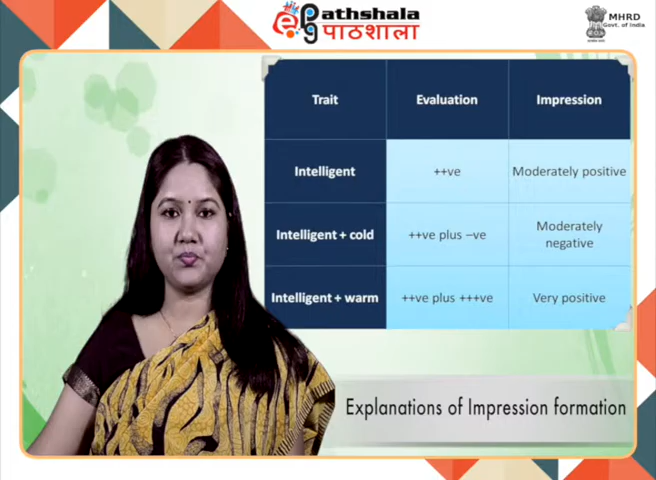 ePathshala
पाठशाला
MHRD
Govt. of India
Trait Evaluation Impression
Intelligent ++ve Moderately positive
Intelligent + cold ++ve plus –ve Moderately
negative
Intelligent + warm ++ve plus +++ve Very positive
Explanations of Impression formation